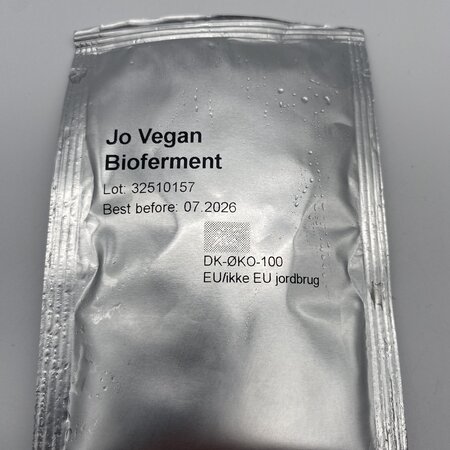 Jo Vegan
Bioferment
Lot: 32510157
Best before: 07.2026
DK-ØKO-100
EU/ikke EU jordbrug